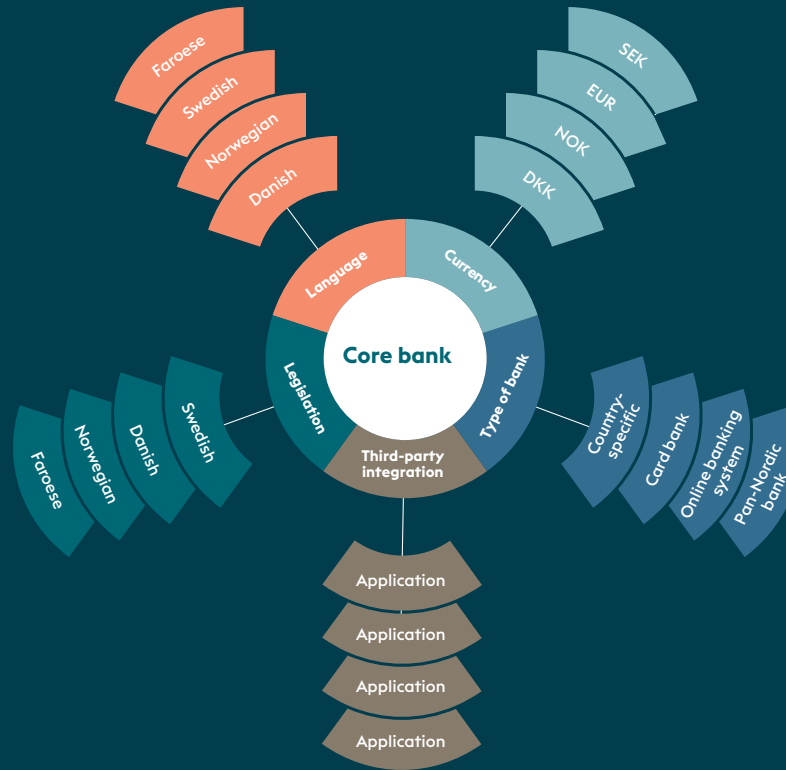 Faroese
Swedish
Norwegian
Danish
SEK
EUR
NOK
DKK
Language
Currency
Core bank
Legislation
Type of bank
Third-party
integration
Swedish
Danish
Norwegian
Faroese
Country-
specific
Card bank
Online banking
system
Pan-Nordic
bank
Application
Application
Application
Application